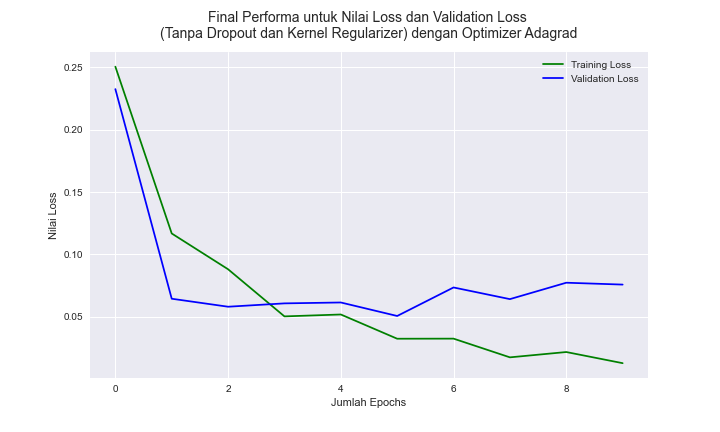 Final Performa untuk Nilai Loss dan Validation Loss
(Tanpa Dropout dan Kernel Regularizer) dengan Optimizer Adagrad
Training Loss
Validation Loss
0.25
0.20
0.15
0.10
0.05
Nilai Loss
0 2 4 6 8
Jumlah Epochs